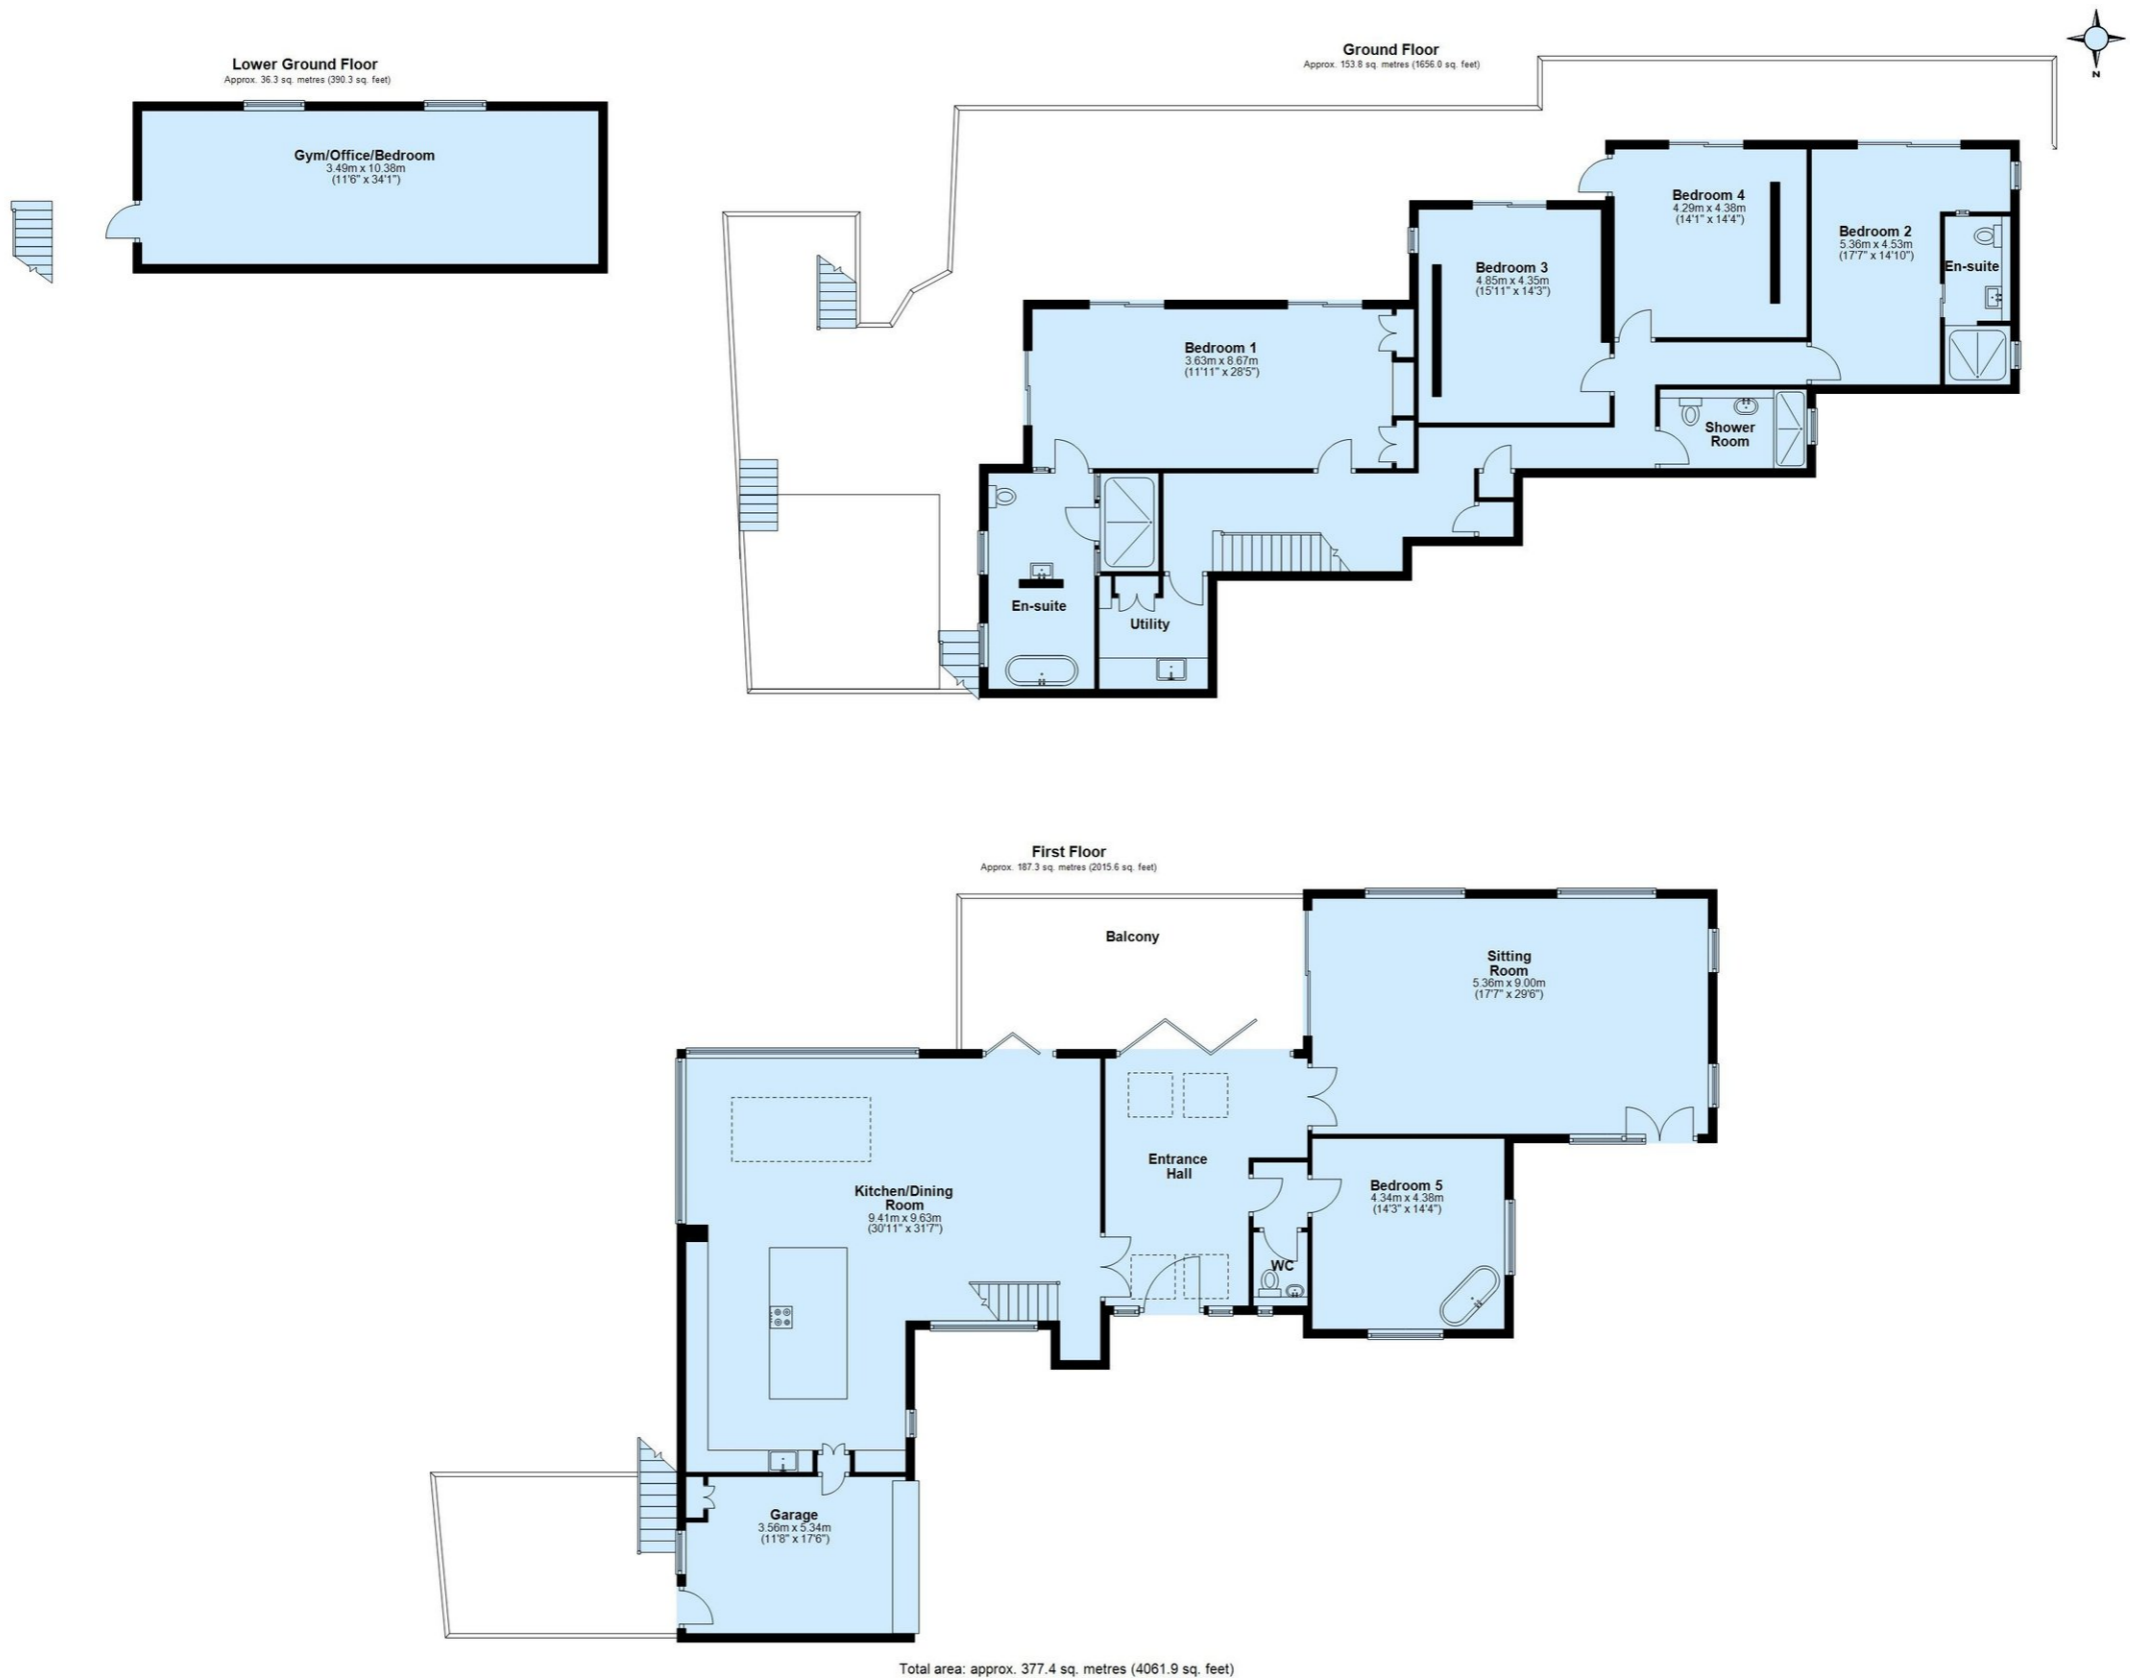 Lower Ground Floor
Approx. 36.3 sq. metres (390.3 sq. feet)
Gym/Office/Bedroom
3.49m x 10.38m
(11'6" x 34'1")
Ground Floor
Approx. 153.8 sq. metres (1656.0 sq. feet)
N
Bedroom 4
4.29m x 4.38m
(14'1" x 14'4")
Bedroom 2
5.36m x 4.53m
(17'7" x 14'10")
En-suite
Bedroom 3
4.85m x 4.35m
(15'11" x 14'3")
Bedroom 1
3.63m x 8.67m
(11'11" x 28'5")
Shower
Room
En-suite
Utility
First Floor
Approx. 187.3 sq. metres (2015.6 sq. feet)
Balcony
Sitting
Room
5.36m x 9.00m
(17'7" x 29'6")
Entrance
Hall
Kitchen/Dining
Room
9.41m x 9.63m
(30'11" x 31'7")
Bedroom 5
4.34m x 4.38m
(14'3" x 14'4")
WC
Garage
3.56m x 5.34m
(11'8" x 17'6")
Total area: approx. 377.4 sq. metres (4061.9 sq. feet)